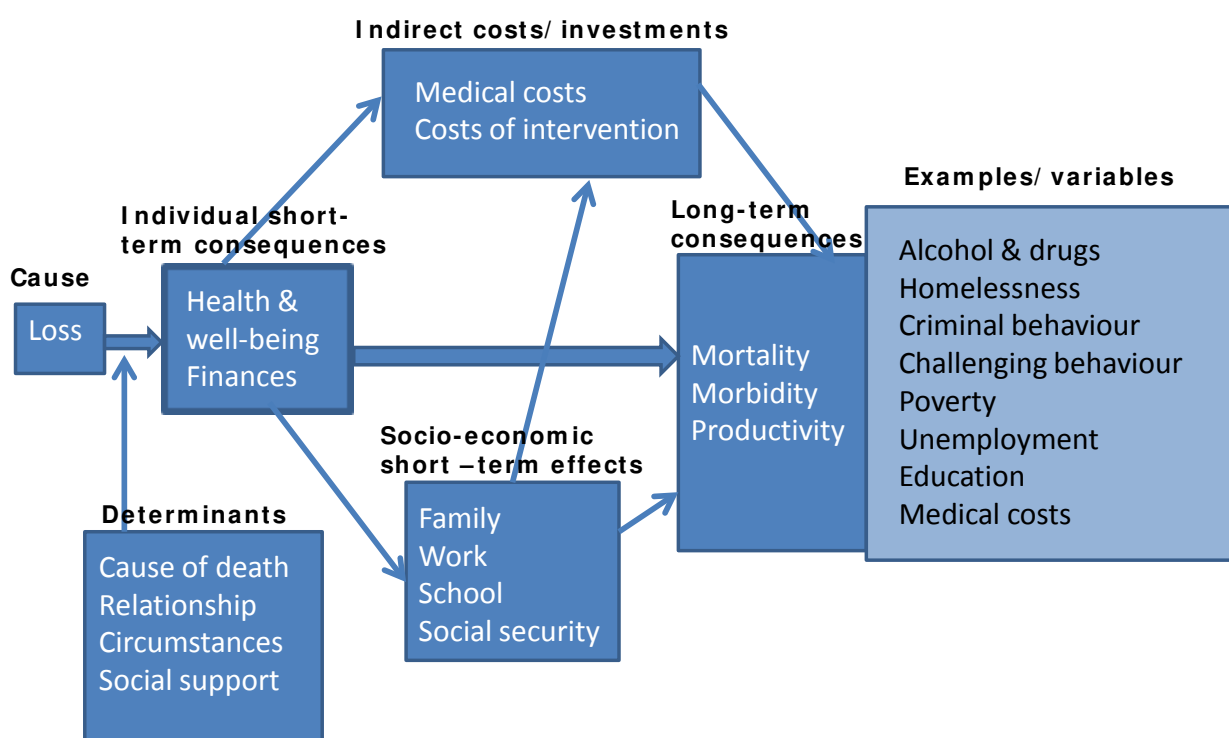 Indirect costs/ investments
Medical costs
Costs of intervention
Examples/ variables
Alcohol & drugs
Homelessness
Criminal behaviour
Challenging behaviour
Poverty
Unemployment
Education
Medical costs
Individual short-
term consequences
Health &
well-being
Finances
Long-term
consequences
Mortality
Morbidity
Productivity
Cause
Loss
Socio-economic
short –term effects
Family
Work
School
Social security
Determinants
Cause of death
Relationship
Circumstances
Social support